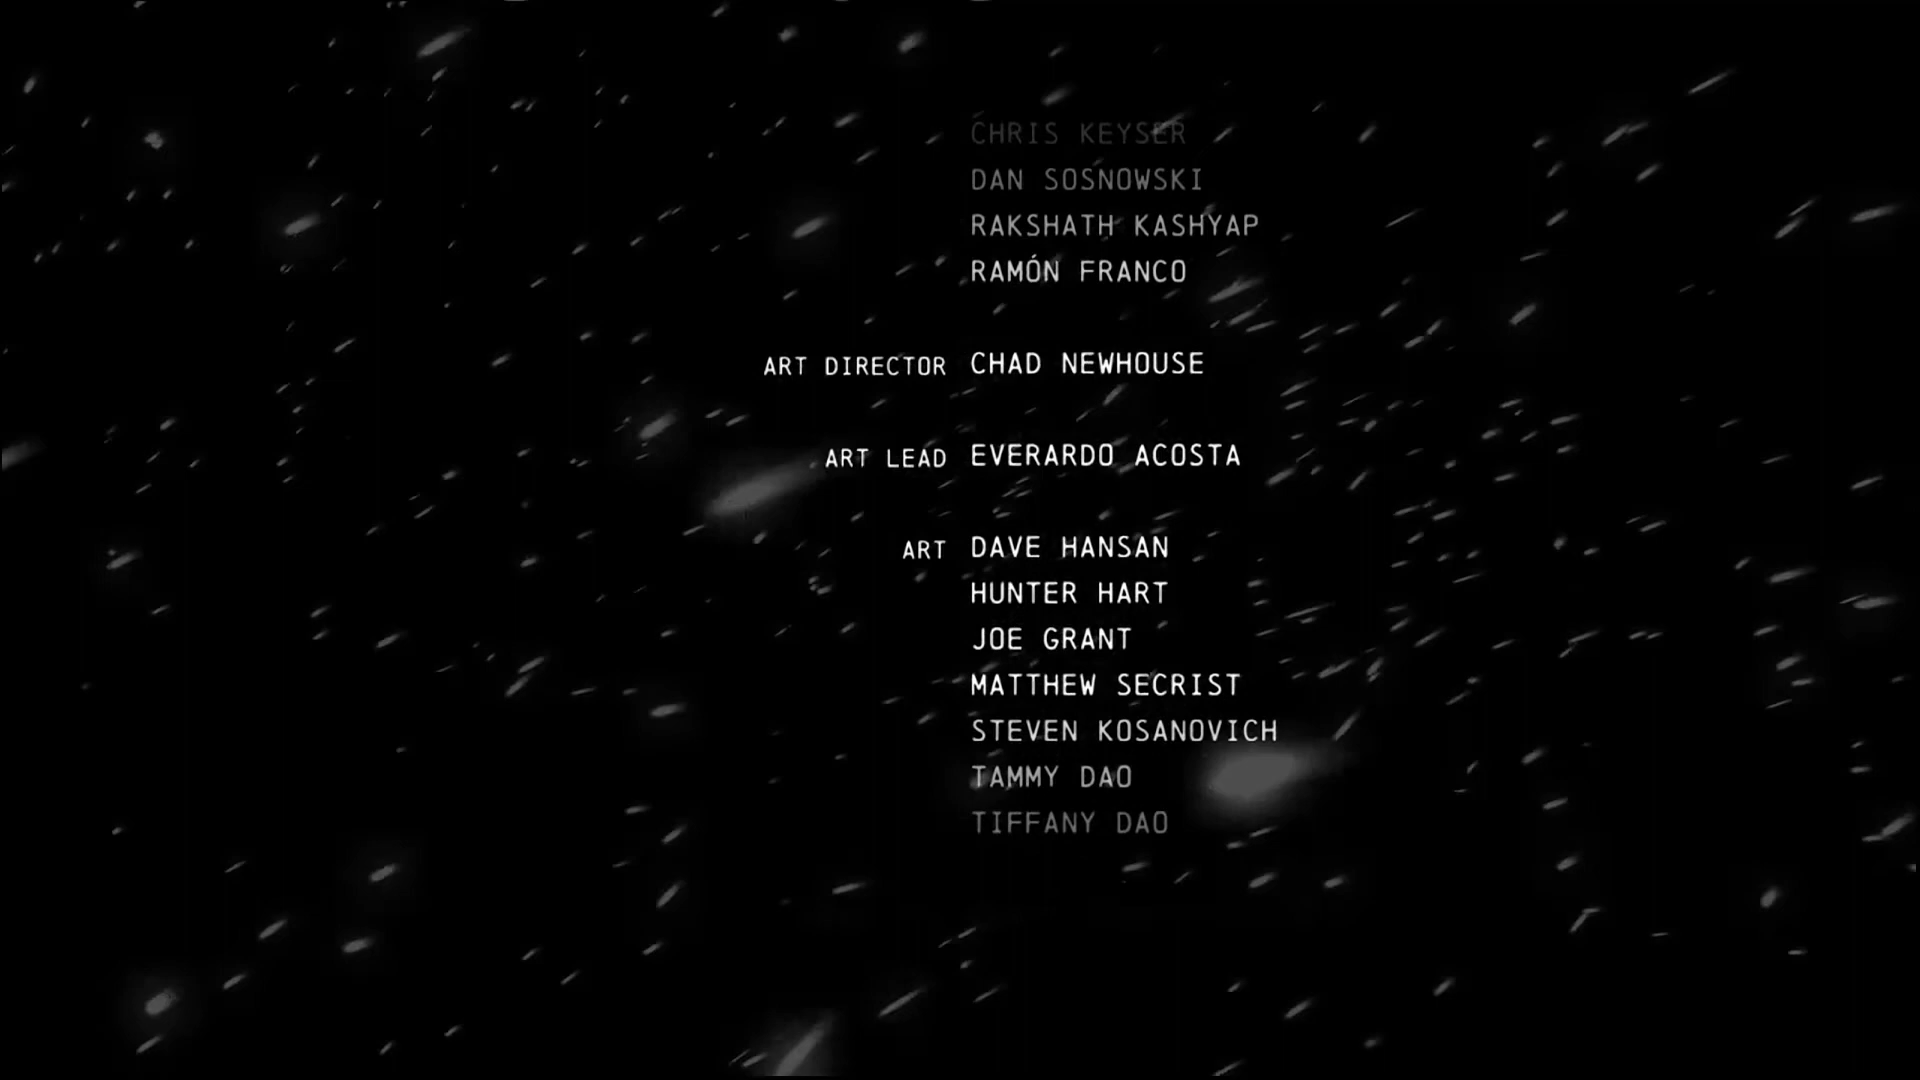 CHRIS KEYSER
DAN SOSNOWSKI
RAKSHATH KASHYAP
RAMÓN FRANCO
ART DIRECTOR CHAD NEWHOUSE
ART LEAD EVERARDO ACOSTA
ART DAVE HANSAN
HUNTER HART
JOE GRANT
MATTHEW SECRIST
STEVEN KOSANOVICH
TAMMY DAO
TIFFANY DAO